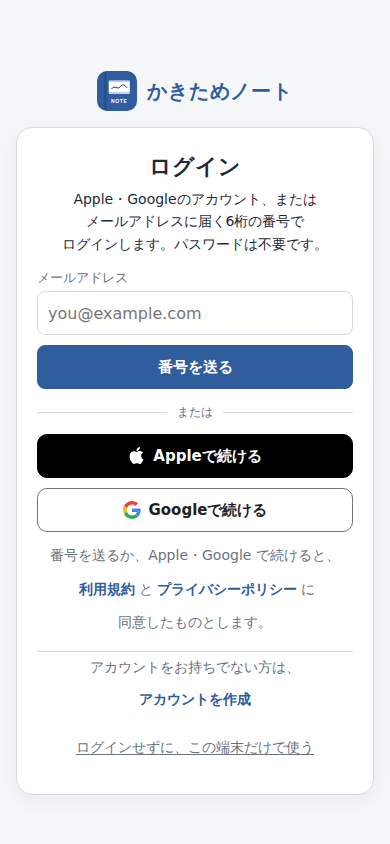 NOTE
かきためノート
ログイン
Apple・Googleのアカウント、または
メールアドレスに届く6桁の番号で
ログインします。パスワードは不要です。
メールアドレス
you@example.com
番号を送る
または
Appleで続ける
Googleで続ける
番号を送るか、Apple・Google で続けると、
利用規約 と プライバシーポリシー に
同意したものとします。
アカウントをお持ちでない方は、
アカウントを作成
ログインせずに、この端末だけで使う